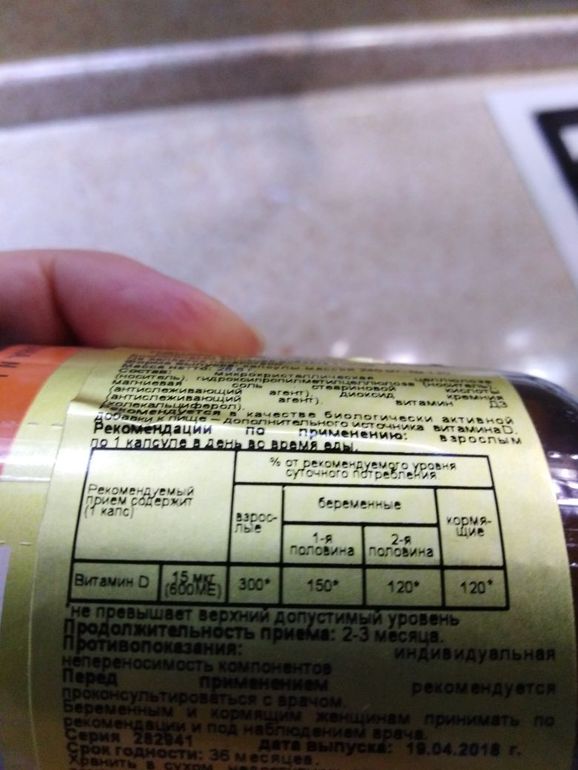 микрокристаллическая целлюлоза
(носитель), гидроксипропилметилцеллюлоза (носитель),
магниевая соль стеариновой кислоты
(антислеживающий агент), диоксид кремния
(антислеживающий агент), витамин Д3
(холекальциферол).
Рекомендуется в качестве биологически активной
добавки к пище - дополнительного источника витаминаD.
Рекомендации по применению: взрослым
по 1 капсуле в день во время еды.
Рекомендуемый прием содержит (1 капс)
% от рекомендуемого уровня суточного потребления
взрослые
беременные
кормящие
1-я половина
2-я половина
Витамин D 15 мкг (600МЕ) 300* 150* 120* 120*
*не превышает верхний допустимый уровень
Продолжительность приема: 2-3 месяца.
Противопоказания: индивидуальная
непереносимость компонентов
Перед применением рекомендуется
проконсультироваться с врачом.
Беременным и кормящим женщинам принимать по
рекомендации и под наблюдением врача.
Серия 282941 дата выпуска: 19.04.2018 г.
Срок годности: 36 месяцев.
Хранить в сухом,